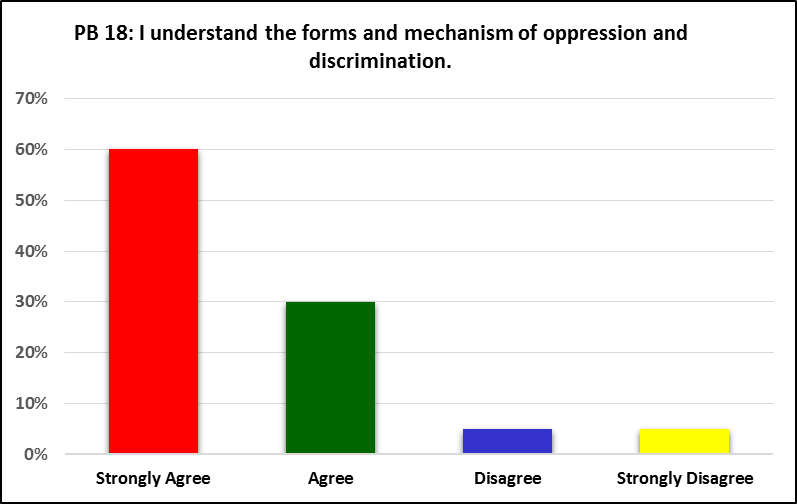 PB 18: I understand the forms and mechanism of oppression and
discrimination.
70%
60%
50%
40%
30%
20%
10%
0%
Strongly Agree
Agree
Disagree
Strongly Disagree